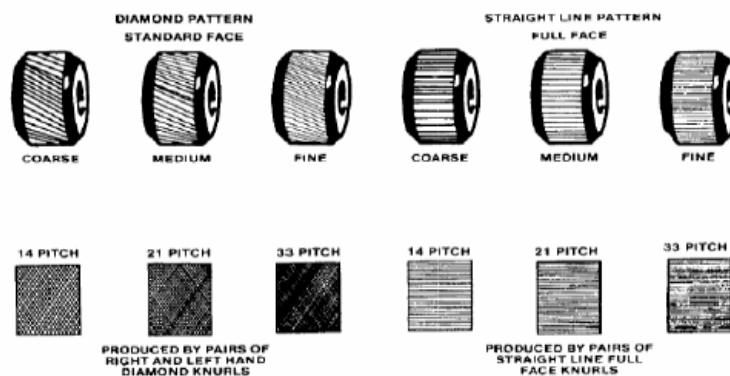 DIAMOND PATTERN
STANDARD FACE
STRAIGHT LINE PATTERN
FULL FACE
COARSE
MEDIUM
FINE
COARSE
MEDIUM
FINE
14 PITCH
21 PITCH
33 PITCH
14 PITCH
21 PITCH
33 PITCH
PRODUCED BY PAIRS OF
RIGHT AND LEFT HAND
DIAMOND KNURLS
PRODUCED BY PAIRS OF
STRAIGHT LINE FULL
FACE KNURLS